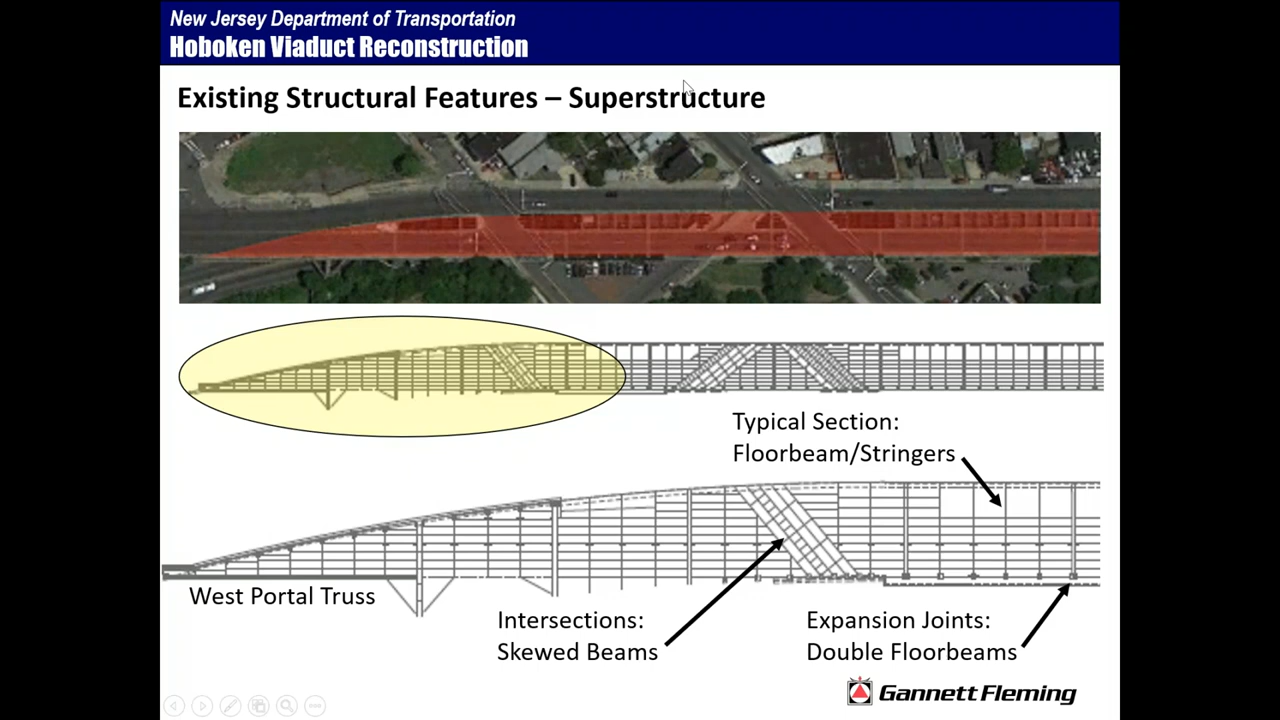 New Jersey Department of Transportation
Hoboken Viaduct Reconstruction
Existing Structural Features – Superstructure
Typical Section:
Floorbeam/Stringers
West Portal Truss
Intersections:
Skewed Beams
Expansion Joints:
Double Floorbeams
Gannett Fleming